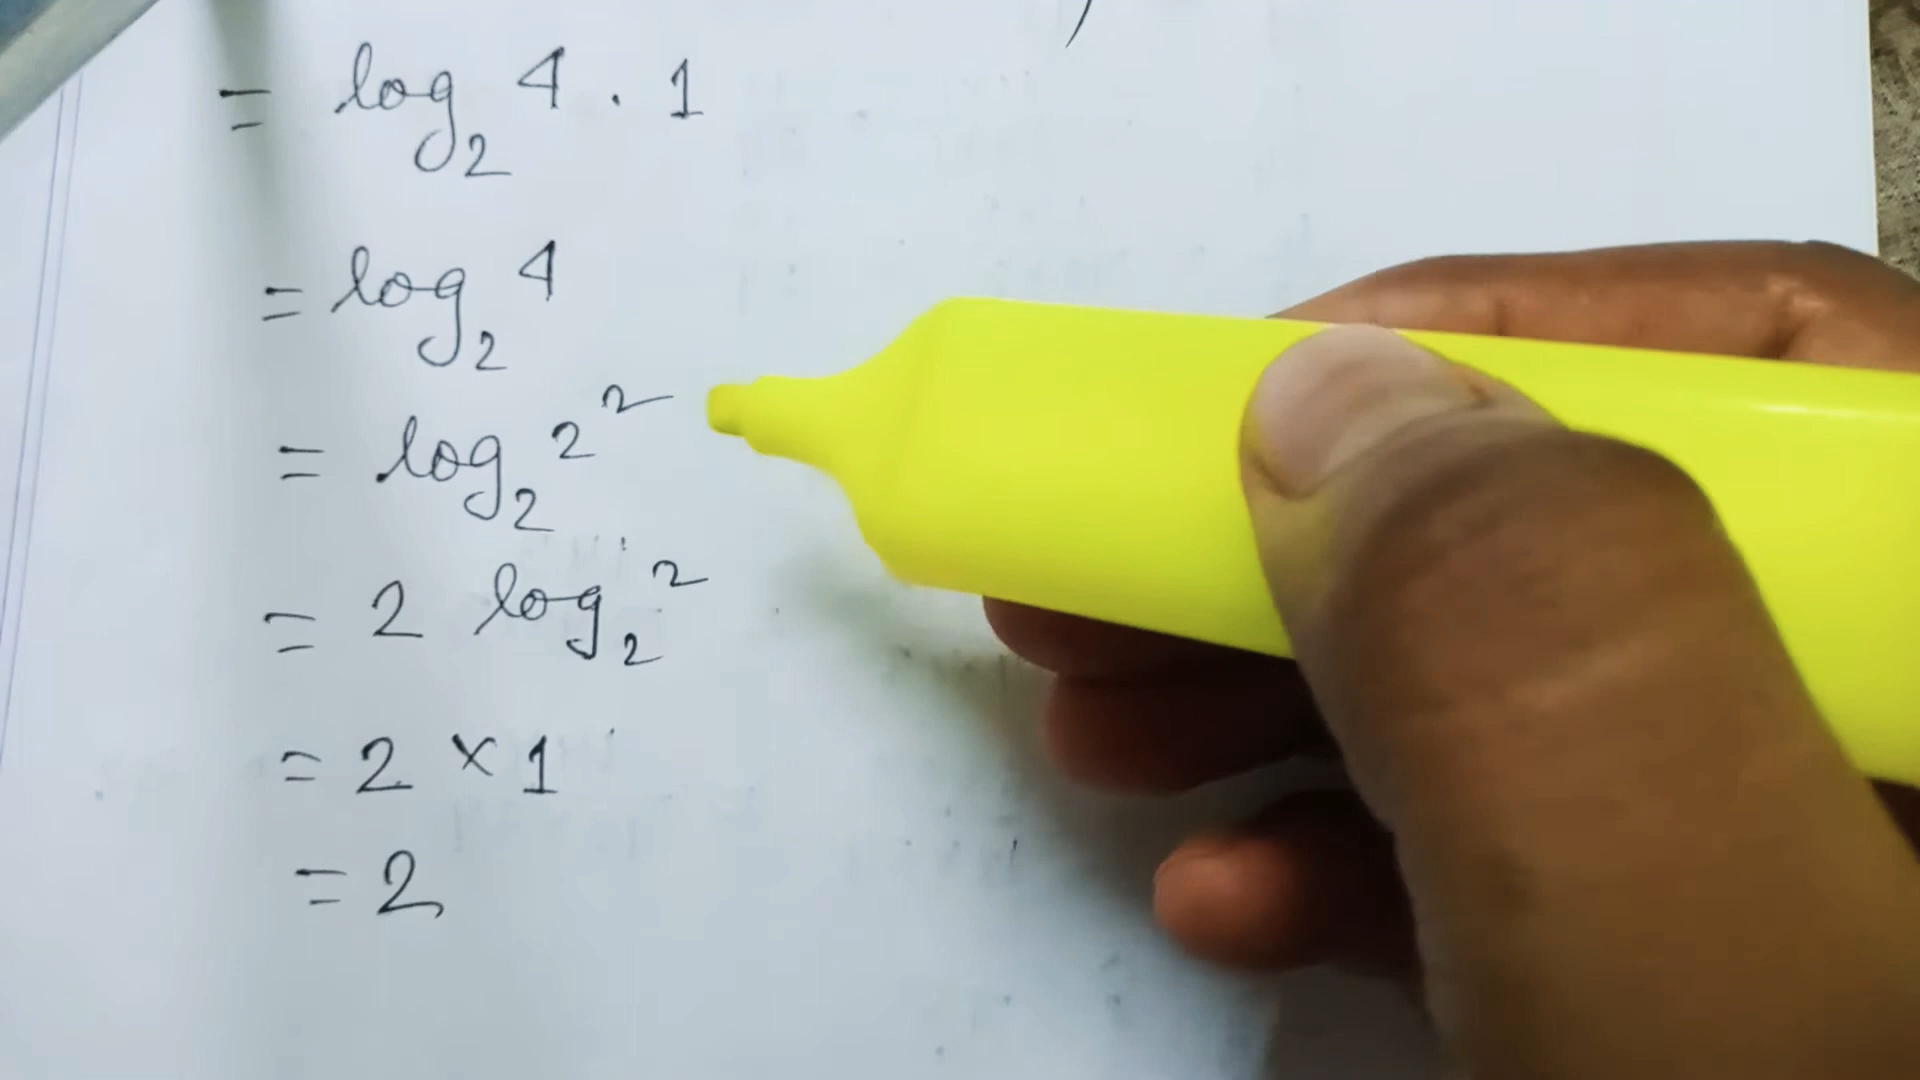 = log₂ 4 . 1
= log₂ 4
= log₂ 2²
= 2 log₂ 2
= 2 × 1
= 2